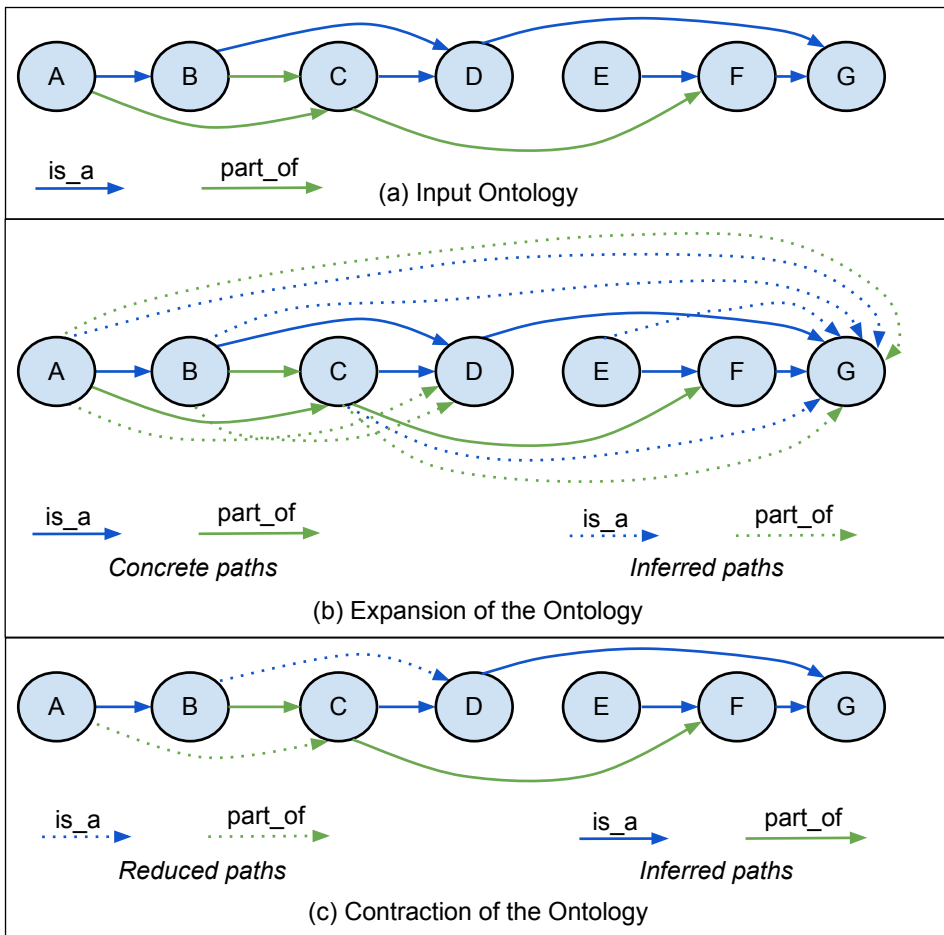 A B C D E F G
is_a part_of
(a) Input Ontology
A B C D E F G
is_a part_of is_a part_of
Concrete paths Inferred paths
(b) Expansion of the Ontology
A B C D E F G
is_a part_of is_a part_of
Reduced paths Inferred paths
(c) Contraction of the Ontology